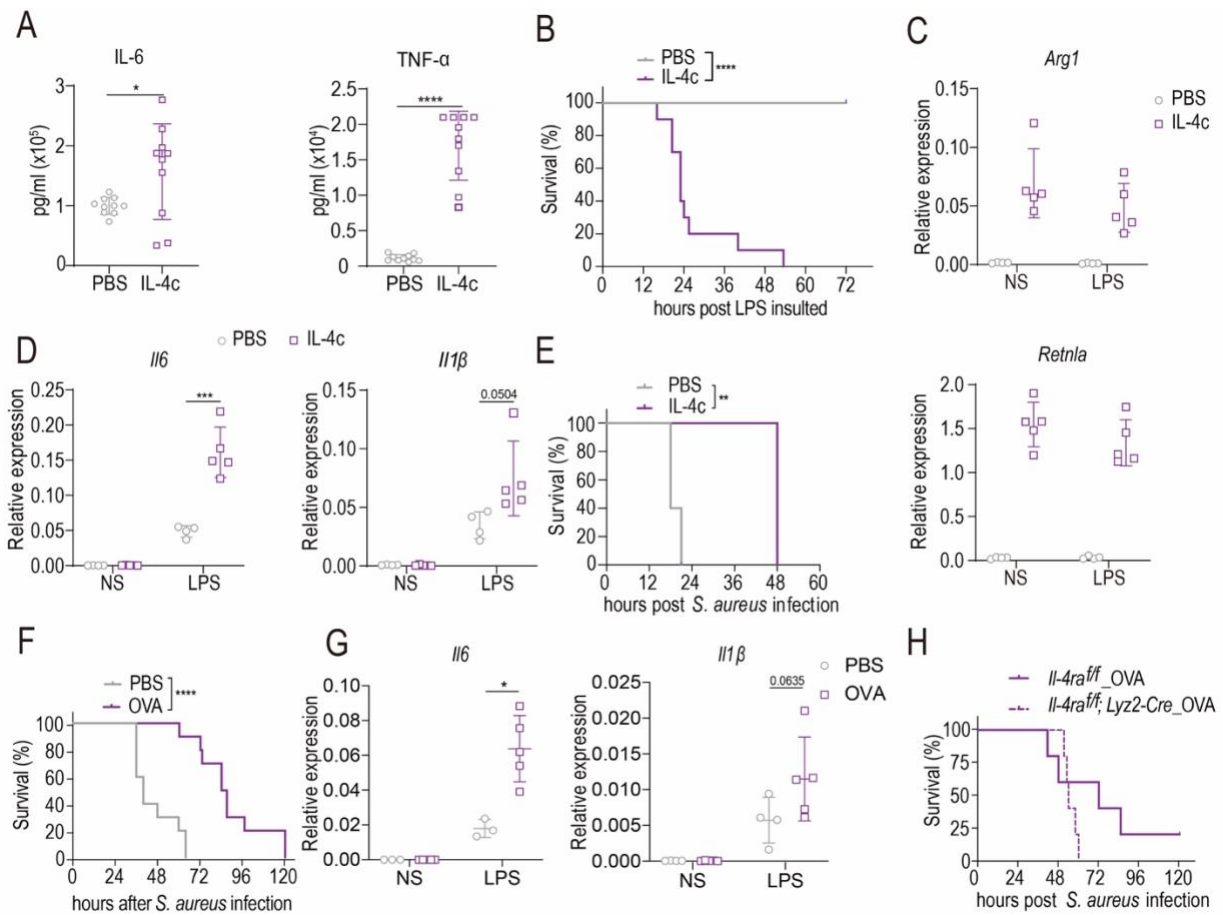 A
IL-6
*
pg/ml (x10⁵)
3
2
1
0
PBS IL-4c
TNF-α
****
pg/ml (x10⁴)
2.5
2.0
1.5
1.0
0.5
0
PBS IL-4c
B
PBS
IL-4c
****
Survival (%)
100
80
60
40
20
0
0 12 24 36 48 60 72
hours post LPS insulted
C
Arg1
PBS
IL-4c
Relative expression
0.15
0.10
0.05
0.00
NS LPS
Retnla
Relative expression
2.0
1.5
1.0
0.5
0.0
NS LPS
D
PBS IL-4c
Il6
***
Relative expression
0.25
0.20
0.15
0.10
0.05
0.00
NS LPS
Il1β
0.0504
Relative expression
0.15
0.10
0.05
0.00
NS LPS
E
PBS
IL-4c
**
Survival (%)
100
80
60
40
20
0
0 12 24 36 48 60
hours post S. aureus infection
F
PBS
OVA
****
Survival (%)
100
80
60
40
20
0
0 24 48 72 96 120
hours after S. aureus infection
G
Il6
*
Relative expression
0.10
0.08
0.06
0.04
0.02
0.00
NS LPS
Il1β
PBS
OVA
0.0635
Relative expression
0.025
0.020
0.015
0.010
0.005
0.000
NS LPS
H
Il-4raf/f_OVA
Il-4raf/f; Lyz2-Cre_OVA
Survival (%)
100
75
50
25
0
0 24 48 72 96 120
hours post S. aureus infection